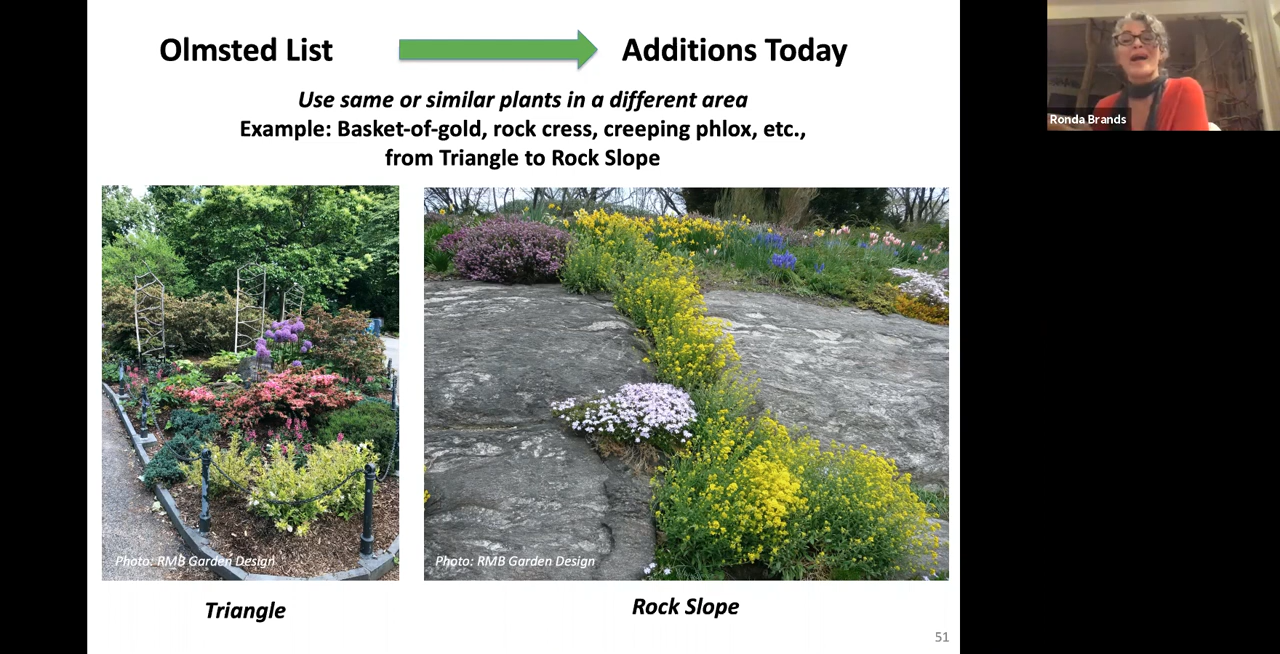 Olmsted List
Additions Today
Use same or similar plants in a different area
Example: Basket-of-gold, rock cress, creeping phlox, etc.,
from Triangle to Rock Slope
Photo: RMB Garden Design
Photo: RMB Garden Design
Triangle
Rock Slope
51
Ronda Brands